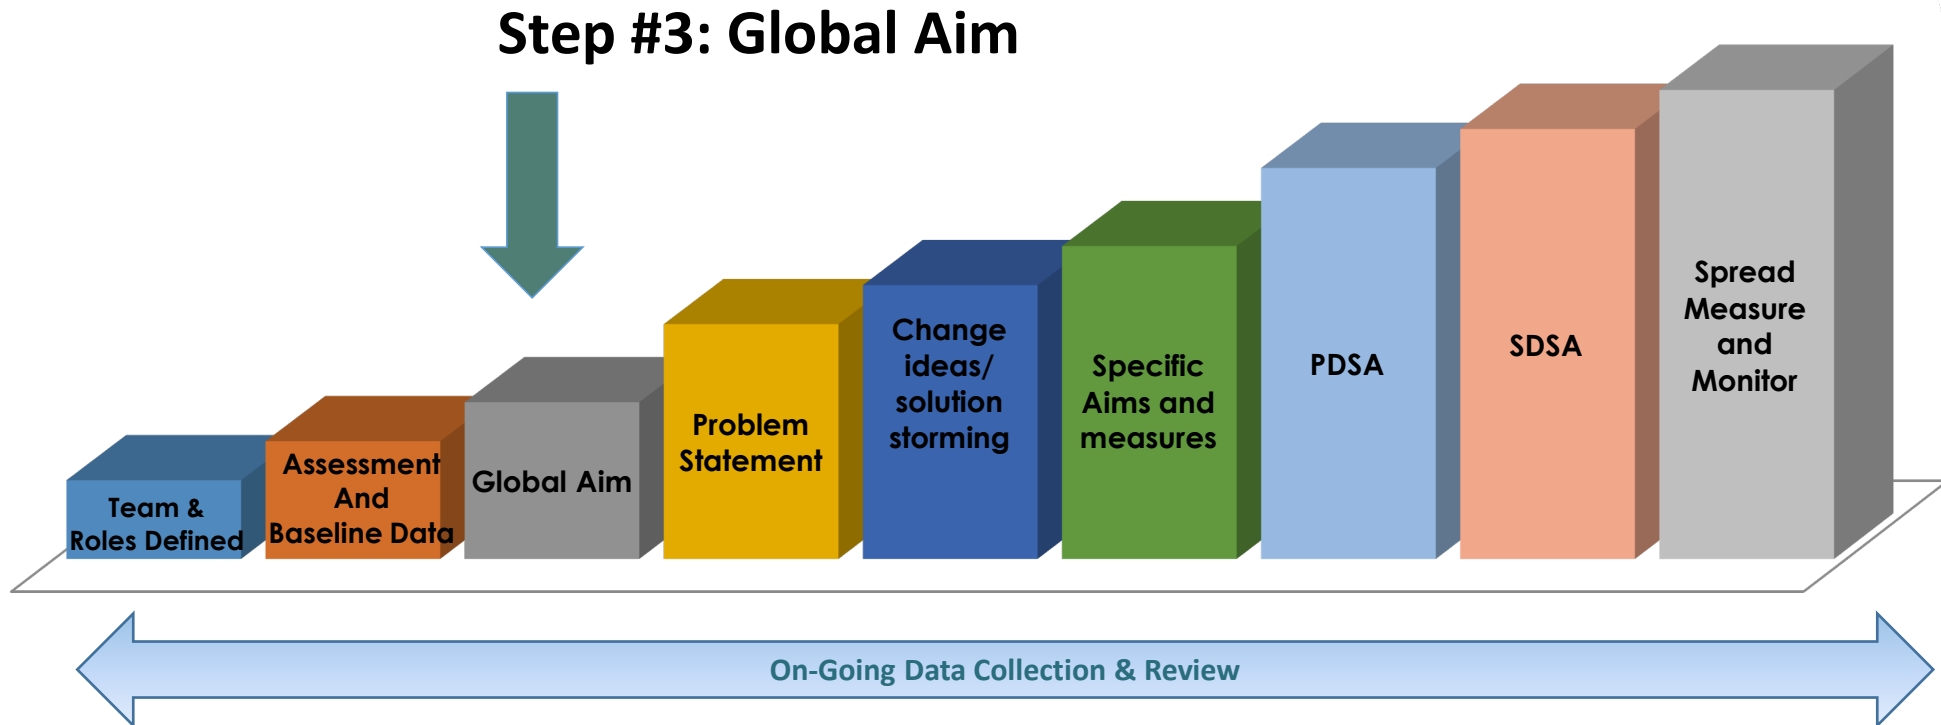 Step #3: Global Aim
Team &
Roles Defined
Assessment
And
Baseline Data
Global Aim
Problem
Statement
Change
ideas/
solution
storming
Specific
Aims and
measures
PDSA
SDSA
Spread
Measure
and
Monitor
On-Going Data Collection & Review